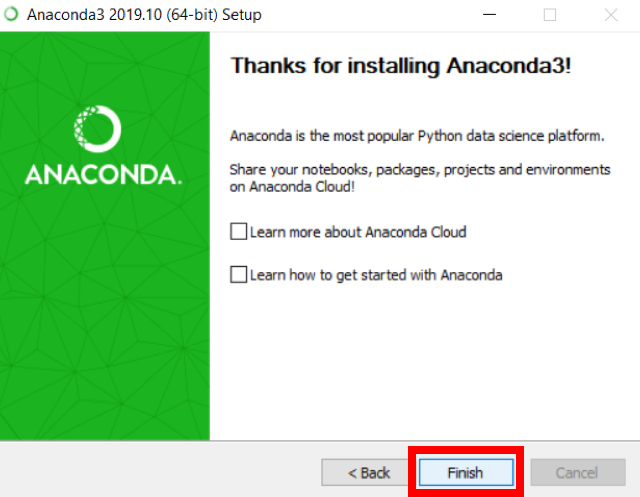 Anaconda3 2019.10 (64-bit) Setup
Thanks for installing Anaconda3!
ANACONDA.
Anaconda is the most popular Python data science platform.
Share your notebooks, packages, projects and environments
on Anaconda Cloud!
Learn more about Anaconda Cloud
Learn how to get started with Anaconda
< Back
Finish
Cancel